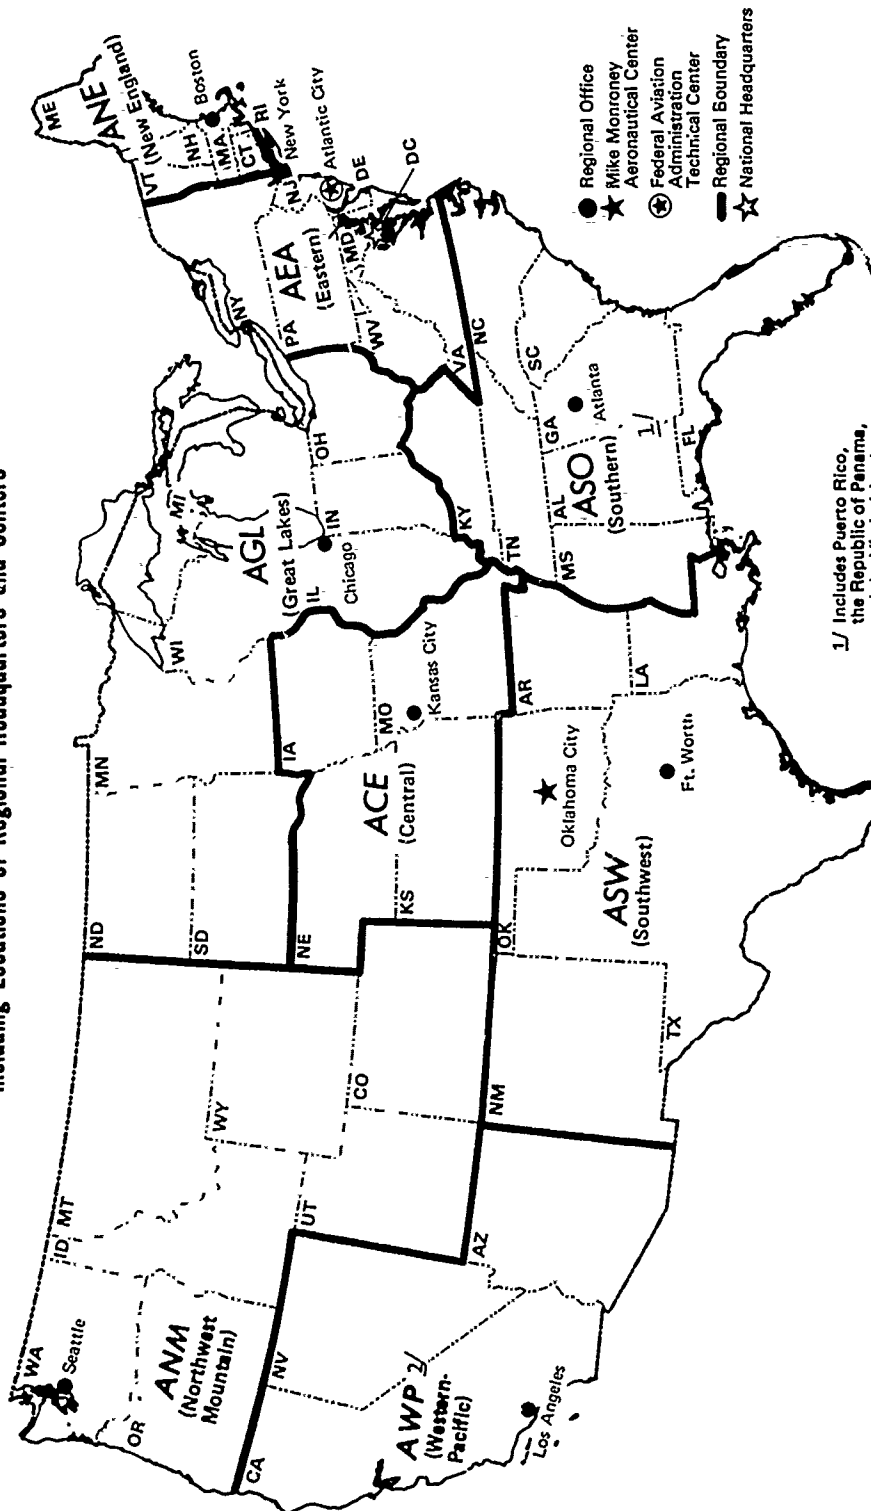 Including Locations of Regional Headquarters and Centers
WA
Seattle
ID
MT
ND
MN
OR
ANM
(Northwest
Mountain)
WY
SD
WI
MI
NY
VT
ME
ANE
(New England)
NH
MA
Boston
CT
RI
New York
CA
NV
UT
CO
NE
IA
AGL
(Great Lakes)
IL
IN
OH
Chicago
PA
AEA
(Eastern)
NJ
Atlantic City
MD
DE
DC
WV
VA
AWP 2/
(Western-
Pacific)
ACE
(Central)
KS
MO
Kansas City
KY
Los Angeles
AZ
NM
OK
Oklahoma City
AR
TN
NC
SC
ASW
(Southwest)
TX
Ft. Worth
LA
MS
AL
GA
ASO
(Southern)
1/
Atlanta
FL
Regional Office
Mike Monroney
Aeronautical Center
Federal Aviation
Administration
Technical Center
Regional Boundary
National Headquarters
1/ Includes Puerto Rico,
the Republic of Panama,